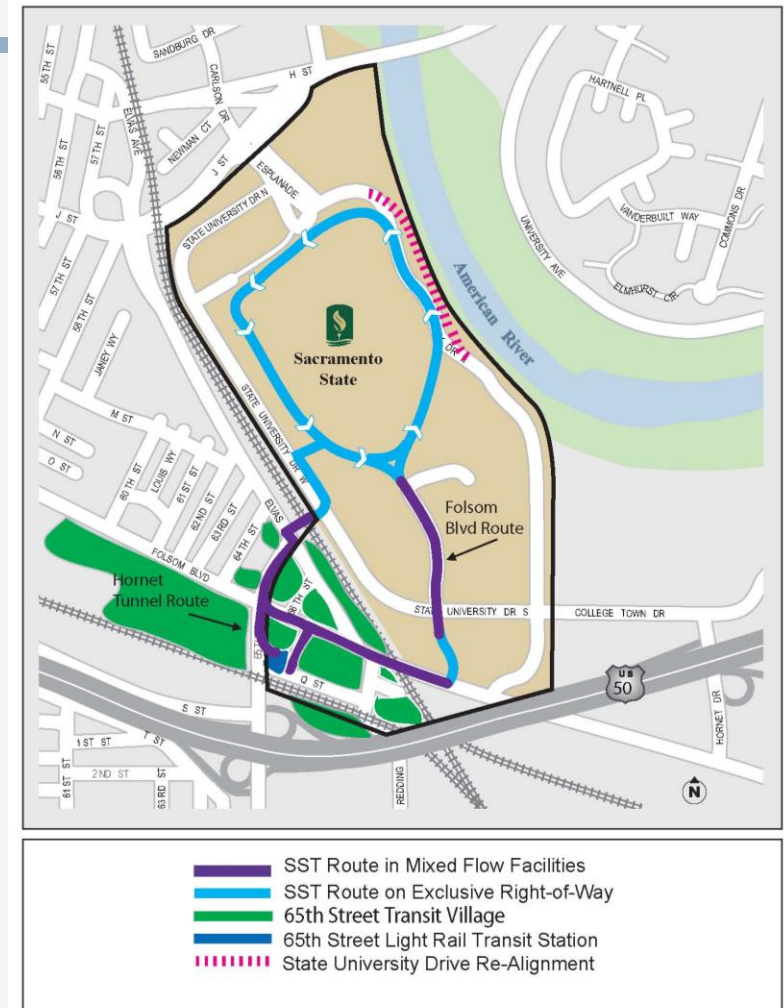 SANDBURG DR
55TH ST
H ST
CARLSON DR
ELVAS AVE
HARTNELL PL
57TH ST
56TH ST
NEWMAN CT
J ST
ESPLANADE
COMMONS DR
STATE UNIVERSITY DR N
VANDERBUILT WAY
J ST
UNIVERSITY AVE
ELMHURST CIR
American River
57TH ST
56TH ST
Sacramento
State
DR
JANEY WY
M ST
STATE UNIVERSITY DR W
N ST
O ST
60TH ST
LOUIS WY
61ST ST
62ND ST
63RD ST
64TH ST
ELVAS
Folsom
Blvd Route
FOLSOM BLVD
Hornet
Tunnel Route
66TH ST
STATE UNIVERSITY DR S
COLLEGE TOWN DR
65TH
Q ST
US
50
S ST
HORNET DR
1ST ST
T ST
2ND ST
61ST ST
63RD ST
REDDING
N
SST Route in Mixed Flow Facilities
SST Route on Exclusive Right-of-Way
65th Street Transit Village
65th Street Light Rail Transit Station
State University Drive Re-Alignment